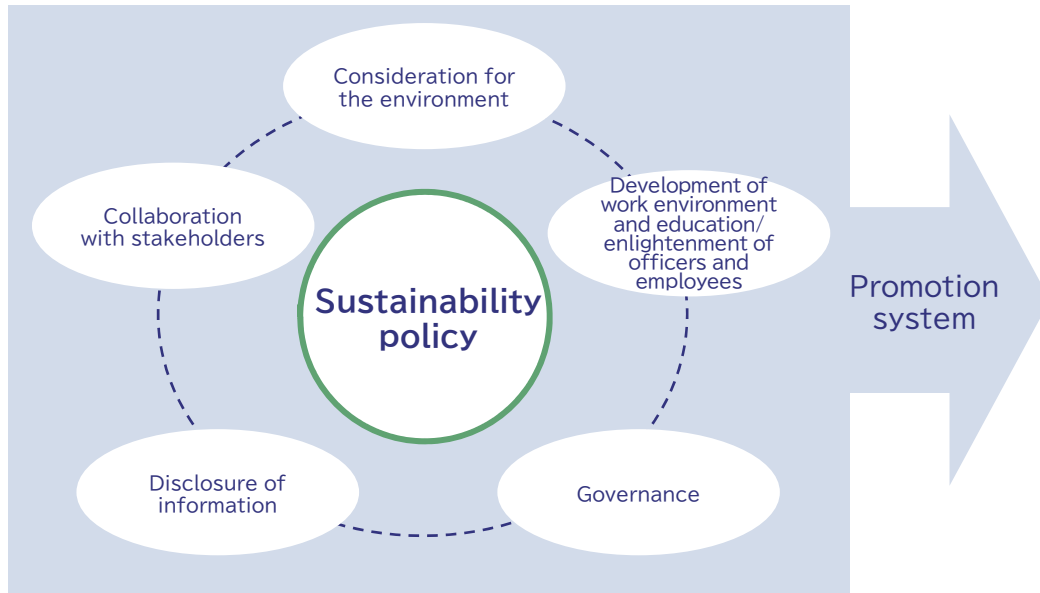 Consideration for
the environment
Collaboration
with stakeholders
Development of
work environment
and education/
enlightenment of
officers and
employees
Sustainability
policy
Promotion
system
Disclosure of
information
Governance